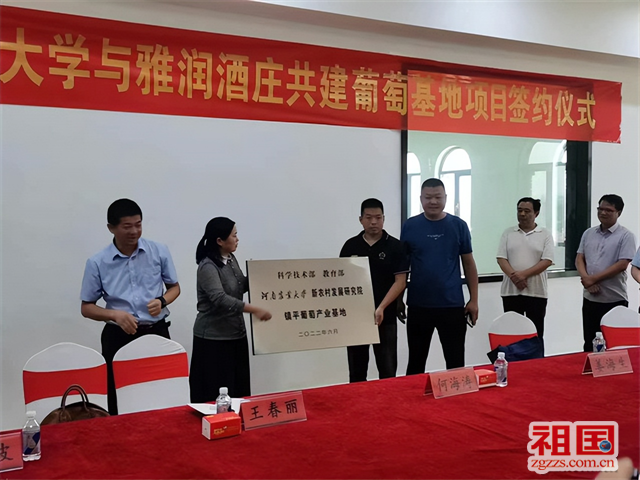 大学与雅润酒庄共建葡萄基地项目签约仪式
科学技术部 教育部
河南农业大学 新农村发展研究院
镇平葡萄产业基地
二〇二二年六月
王春丽
何海涛
祖国
zgzzs.com.cn